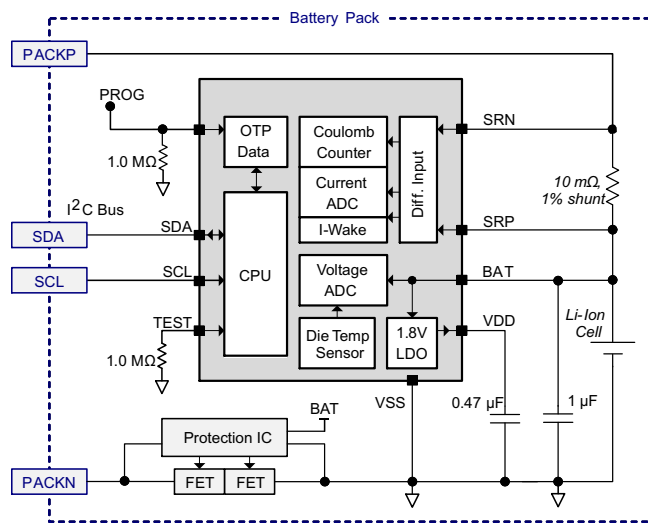 Battery Pack
PACKP
PROG
1.0 MΩ
OTP
Data
Coulomb
Counter
Current
ADC
I-Wake
Diff. Input
SRN
10 mΩ,
1% shunt
SRP
I2C Bus
SDA
SDA
SCL
SCL
CPU
Voltage
ADC
BAT
TEST
1.0 MΩ
Die Temp
Sensor
1.8V
LDO
VDD
Li-Ion
Cell
VSS
0.47 µF
1 µF
BAT
Protection IC
PACKN
FET
FET